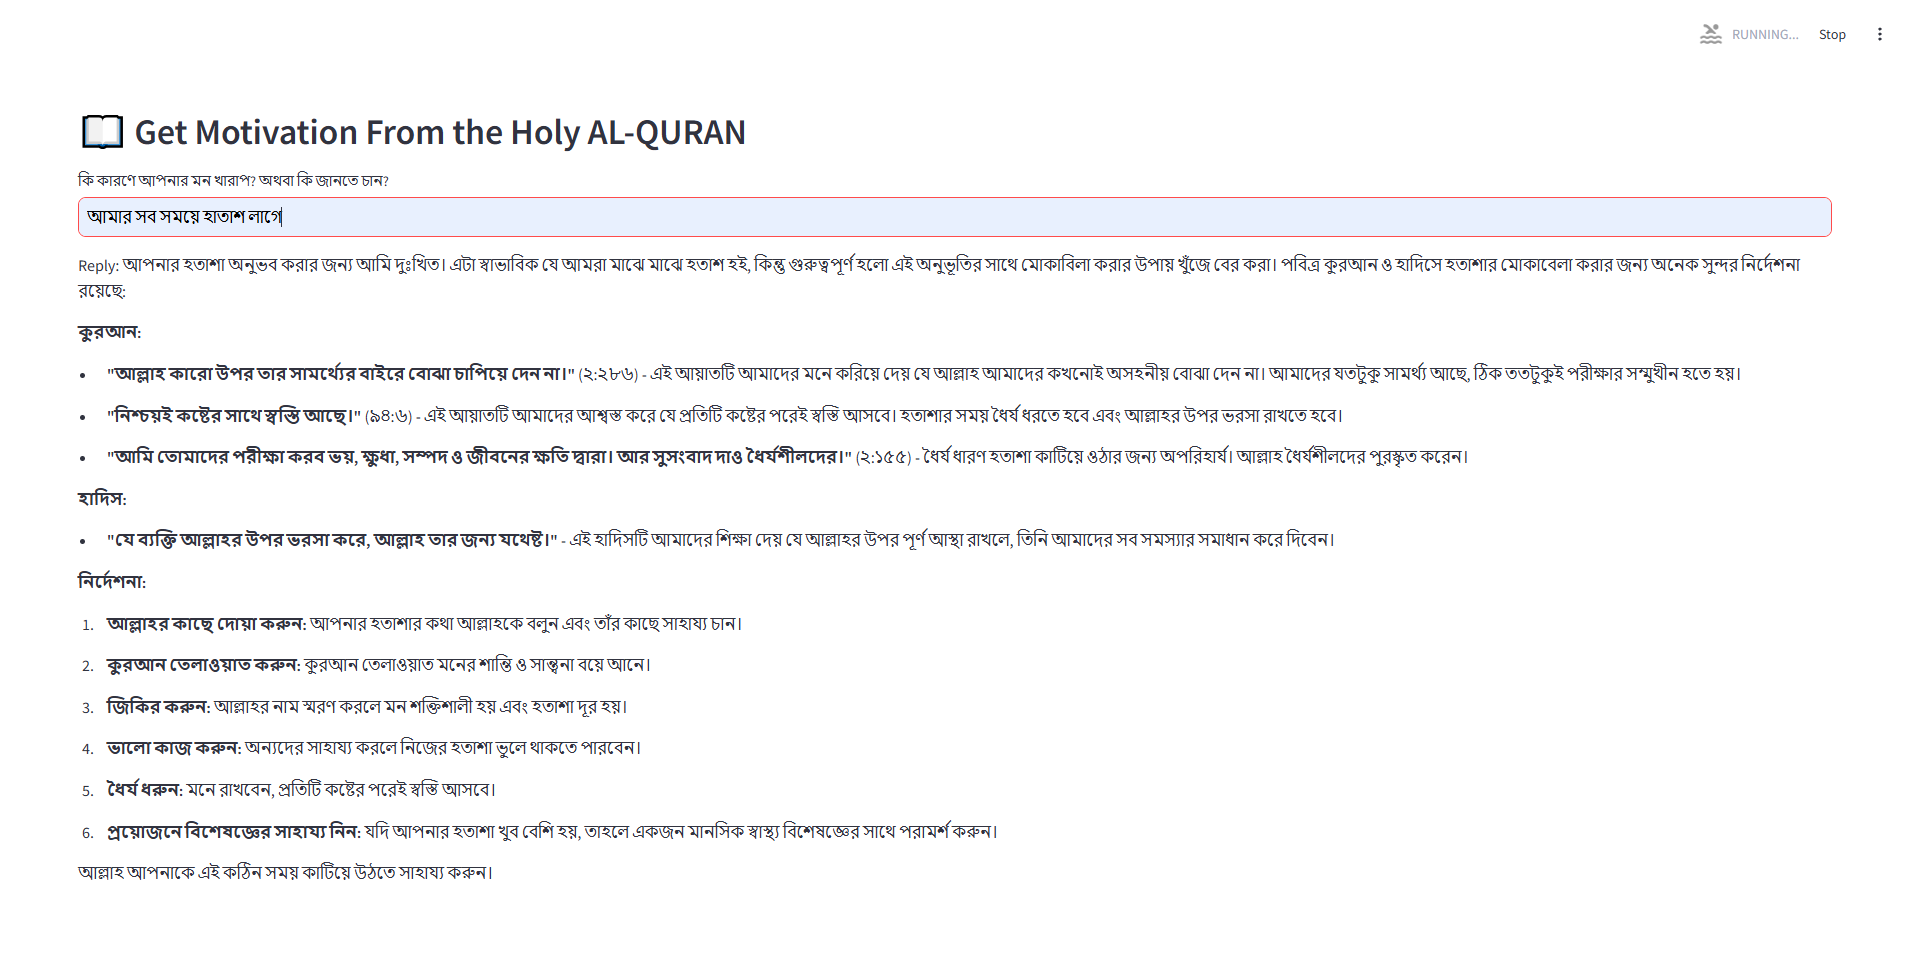 RUNNING...
Stop
Get Motivation From the Holy AL-QURAN
কি কারণে আপনার মন খারাপ? অথবা কি জানতে চান?
আমার সব সময়ে হাতাশ লাগে
Reply: আপনার হতাশা অনুভব করার জন্য আমি দুঃখিত। এটা স্বাভাবিক যে আমরা মাঝে মাঝে হতাশ হই, কিন্তু গুরুত্বপূর্ণ হলো এই অনুভূতির সাথে মোকাবিলা করার উপায় খুঁজে বের করা। পবিত্র কুরআন ও হাদিসে হতাশার মোকাবেলা করার জন্য অনেক সুন্দর নির্দেশনা
রয়েছে:
কুরআন:
• "আল্লাহ কারো উপর তার সামর্থ্যের বাইরে বোঝা চাপিয়ে দেন না।" (২:২৮৬) - এই আয়াতটি আমাদের মনে করিয়ে দেয় যে আল্লাহ আমাদের কখনোই অসহনীয় বোঝা দেন না। আমাদের যতটুকু সামর্থ্য আছে, ঠিক ততটুকুই পরীক্ষার সম্মুখীন হতে হয়।
• "নিশ্চয়ই কষ্টের সাথে স্বস্তি আছে।" (৯৪:৬) - এই আয়াতটি আমাদের আশ্বস্ত করে যে প্রতিটি কষ্টের পরেই স্বস্তি আসবে। হতাশার সময় ধৈর্য ধরতে হবে এবং আল্লাহর উপর ভরসা রাখতে হবে।
• "আমি তোমাদের পরীক্ষা করব ভয়, ক্ষুধা, সম্পদ ও জীবনের ক্ষতি দ্বারা। আর সুসংবাদ দাও ধৈর্যশীলদের।" (২:১৫৫) - ধৈর্য ধারণ হতাশা কাটিয়ে ওঠার জন্য অপরিহার্য। আল্লাহ ধৈর্যশীলদের পুরস্কৃত করেন।
হাদিস:
• "যে ব্যক্তি আল্লাহর উপর ভরসা করে, আল্লাহ তার জন্য যথেষ্ট।" - এই হাদিসটি আমাদের শিক্ষা দেয় যে আল্লাহর উপর পূর্ণ আস্থা রাখলে, তিনি আমাদের সব সমস্যার সমাধান করে দিবেন।
নির্দেশনা:
1. আল্লাহর কাছে দোয়া করুন: আপনার হতাশার কথা আল্লাহকে বলুন এবং তাঁর কাছে সাহায্য চান।
2. কুরআন তেলাওয়াত করুন: কুরআন তেলাওয়াত মনের শান্তি ও সান্ত্বনা বয়ে আনে।
3. জিকির করুন: আল্লাহর নাম স্মরণ করলে মন শক্তিশালী হয় এবং হতাশা দূর হয়।
4. ভালো কাজ করুন: অন্যদের সাহায্য করলে নিজের হতাশা ভুলে থাকতে পারবেন।
5. ধৈর্য ধরুন: মনে রাখবেন, প্রতিটি কষ্টের পরেই স্বস্তি আসবে।
6. প্রয়োজনে বিশেষজ্ঞের সাহায্য নিন: যদি আপনার হতাশা খুব বেশি হয়, তাহলে একজন মানসিক স্বাস্থ্য বিশেষজ্ঞের সাথে পরামর্শ করুন।
আল্লাহ আপনাকে এই কঠিন সময় কাটিয়ে উঠতে সাহায্য করুন।